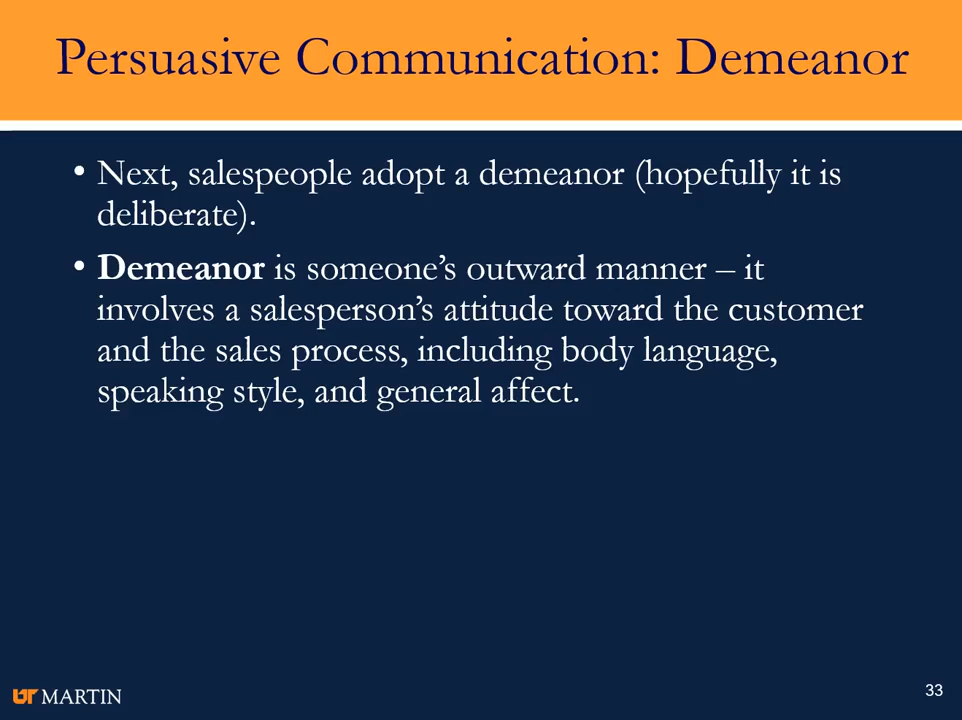 Persuasive Communication: Demeanor
• Next, salespeople adopt a demeanor (hopefully it is
deliberate).
• Demeanor is someone’s outward manner – it
involves a salesperson’s attitude toward the customer
and the sales process, including body language,
speaking style, and general affect.
UT MARTIN
33